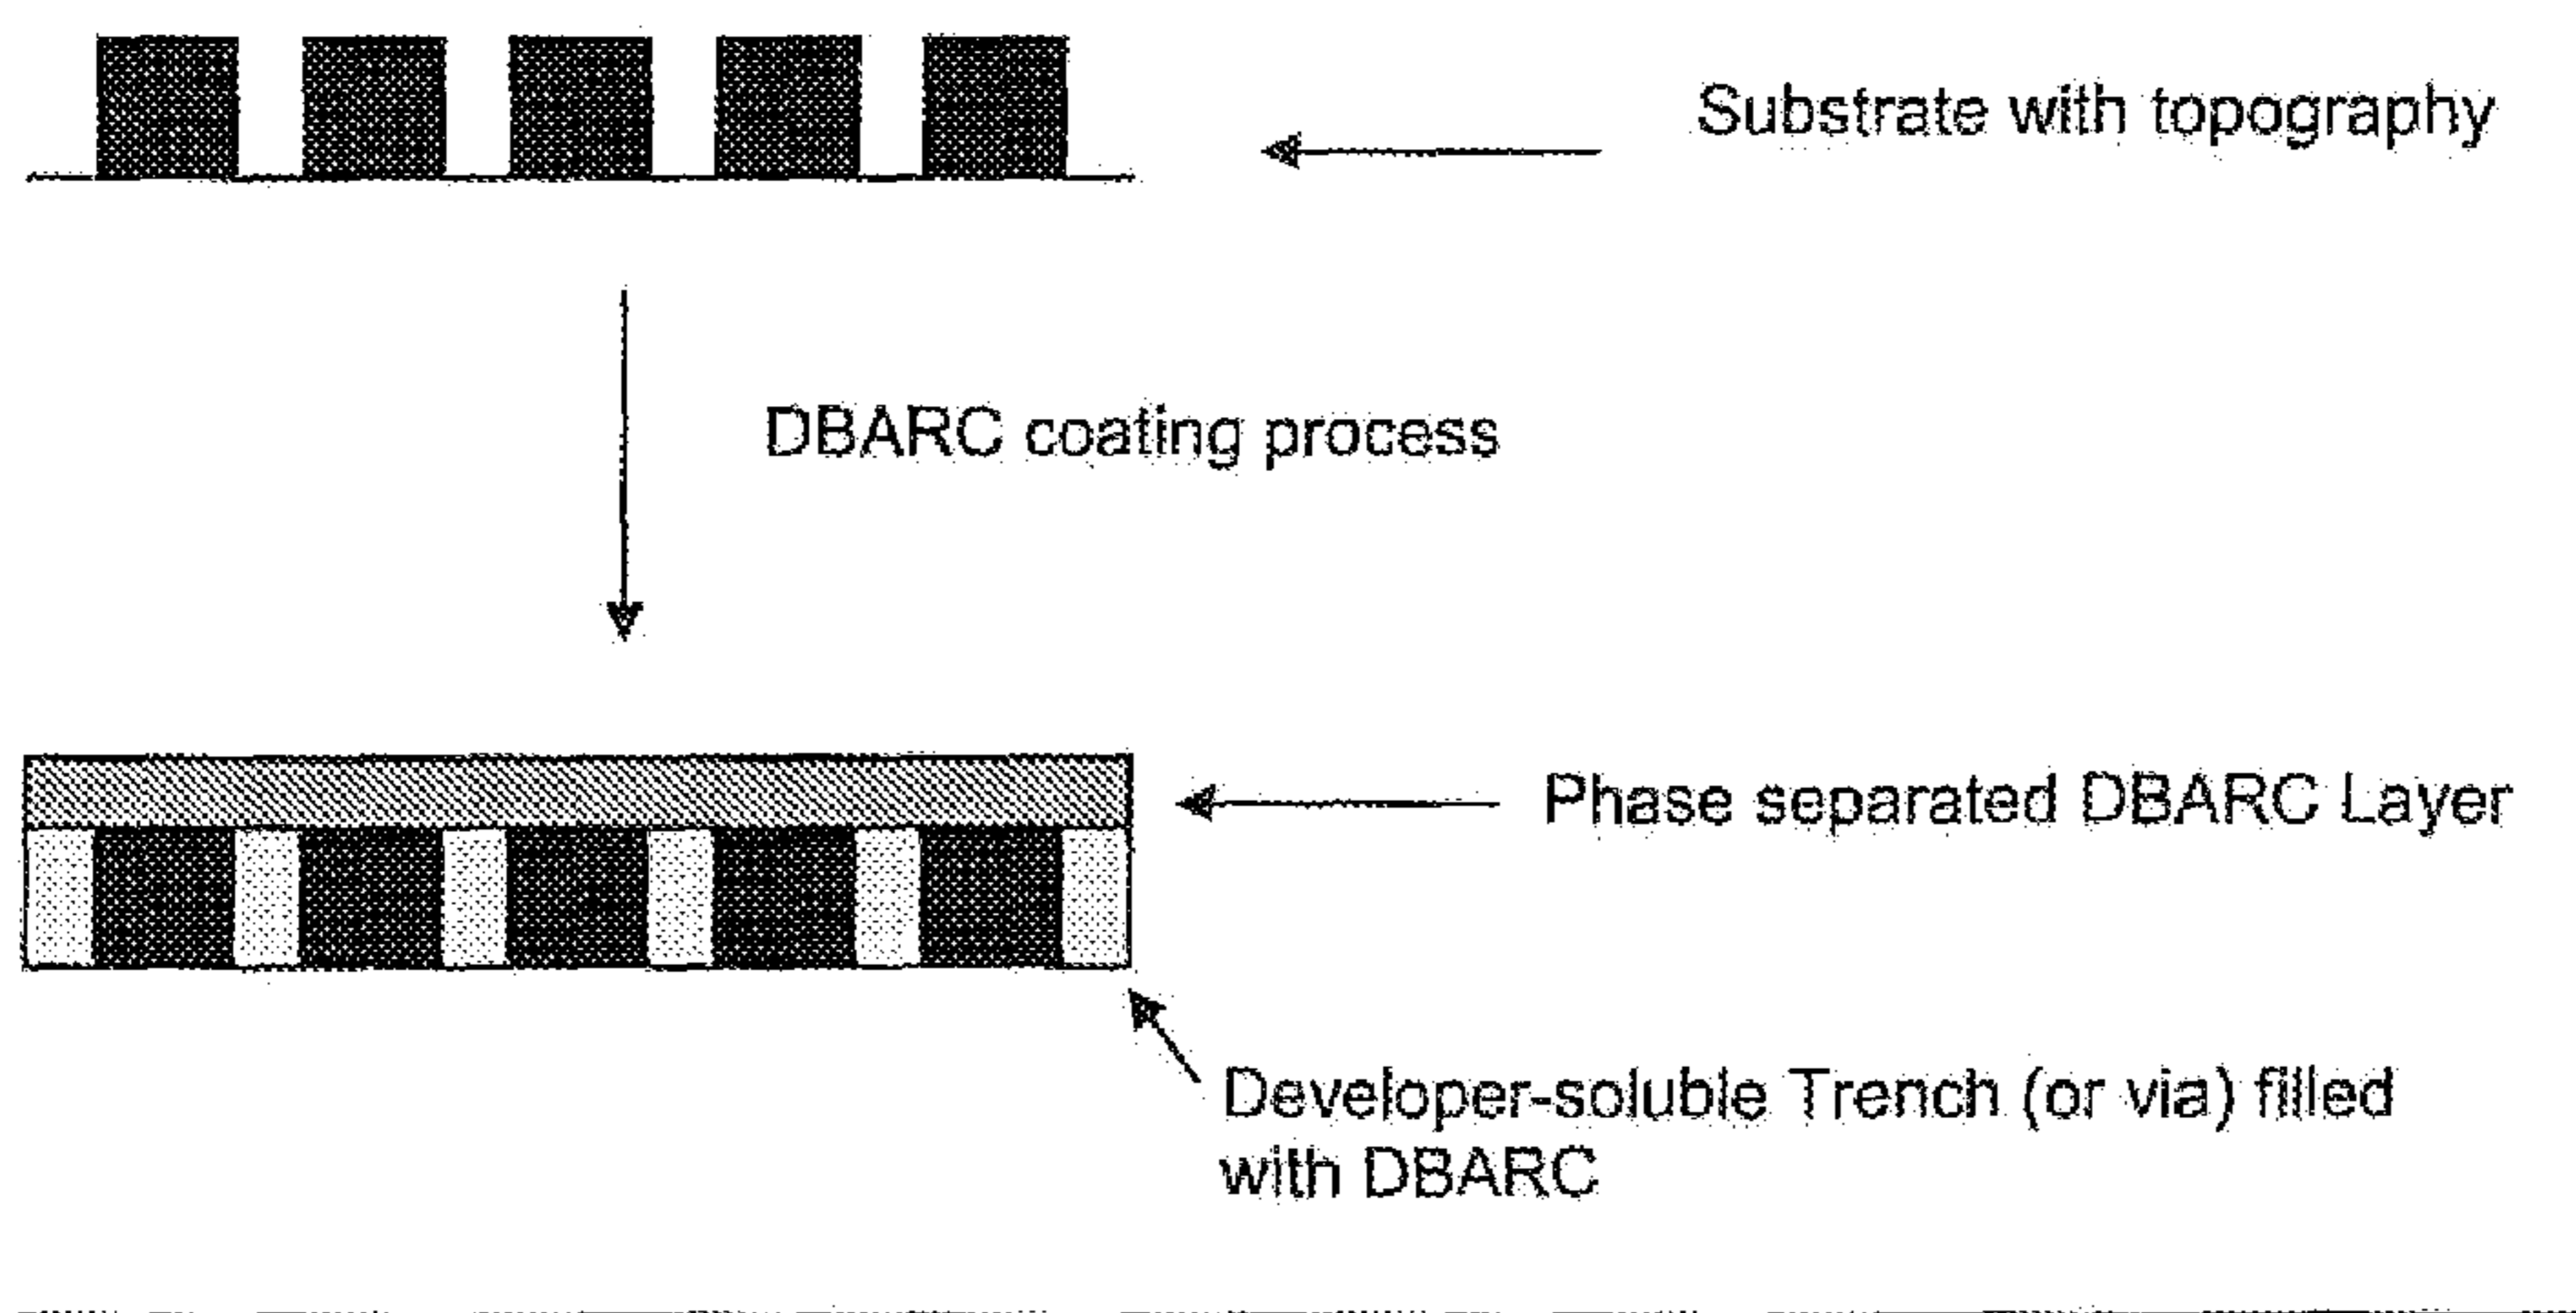 Substrate with topography
DBARC coating process
Phase separated DBARC Layer
Developer-soluble Trench (or via) filled
with DBARC